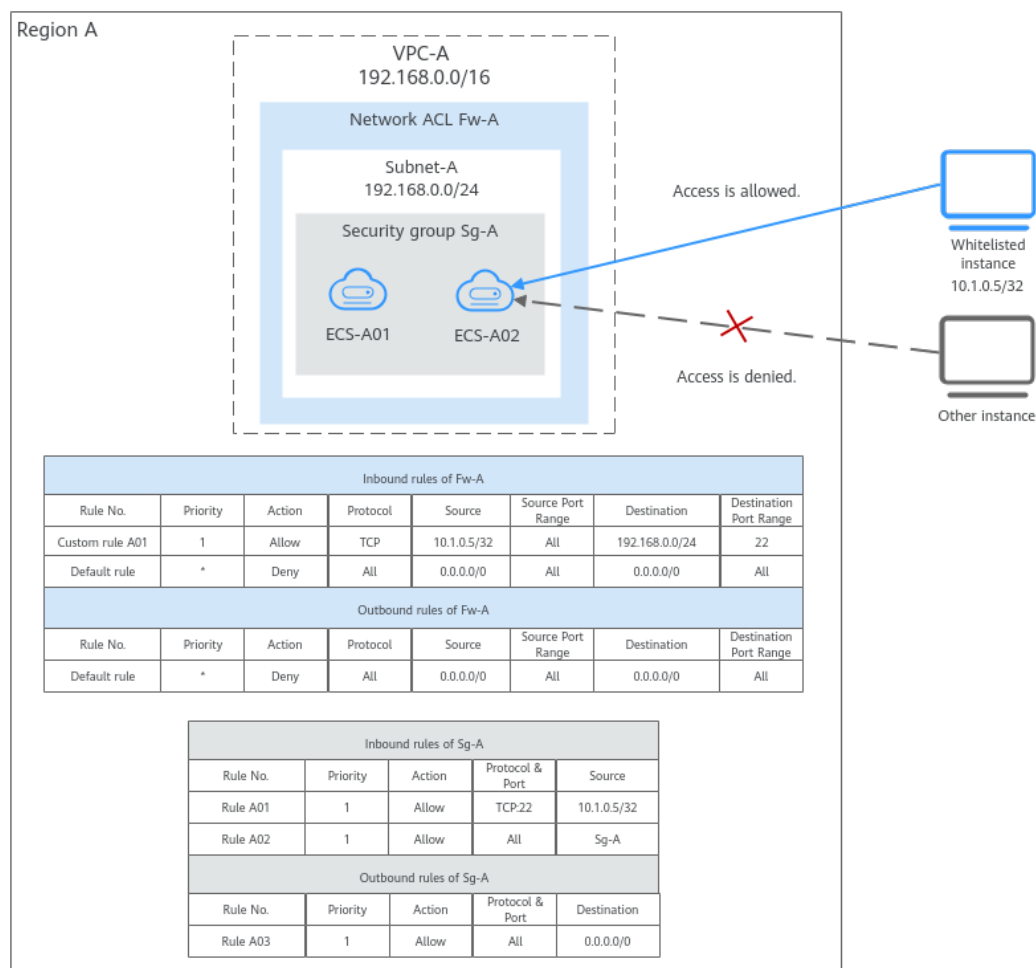 Region A
VPC-A
192.168.0.0/16
Network ACL Fw-A
Subnet-A
192.168.0.0/24
Security group Sg-A
ECS-A01
ECS-A02
Access is allowed.
Whitelisted
instance
10.1.0.5/32
Access is denied.
Other instance
Inbound rules of Fw-A
Rule No. Priority Action Protocol Source Source Port Range Destination Destination Port Range
Custom rule A01 1 Allow TCP 10.1.0.5/32 All 192.168.0.0/24 22
Default rule * Deny All 0.0.0.0/0 All 0.0.0.0/0 All
Outbound rules of Fw-A
Rule No. Priority Action Protocol Source Source Port Range Destination Destination Port Range
Default rule * Deny All 0.0.0.0/0 All 0.0.0.0/0 All
Inbound rules of Sg-A
Rule No. Priority Action Protocol & Port Source
Rule A01 1 Allow TCP:22 10.1.0.5/32
Rule A02 1 Allow All Sg-A
Outbound rules of Sg-A
Rule No. Priority Action Protocol & Port Destination
Rule A03 1 Allow All 0.0.0.0/0